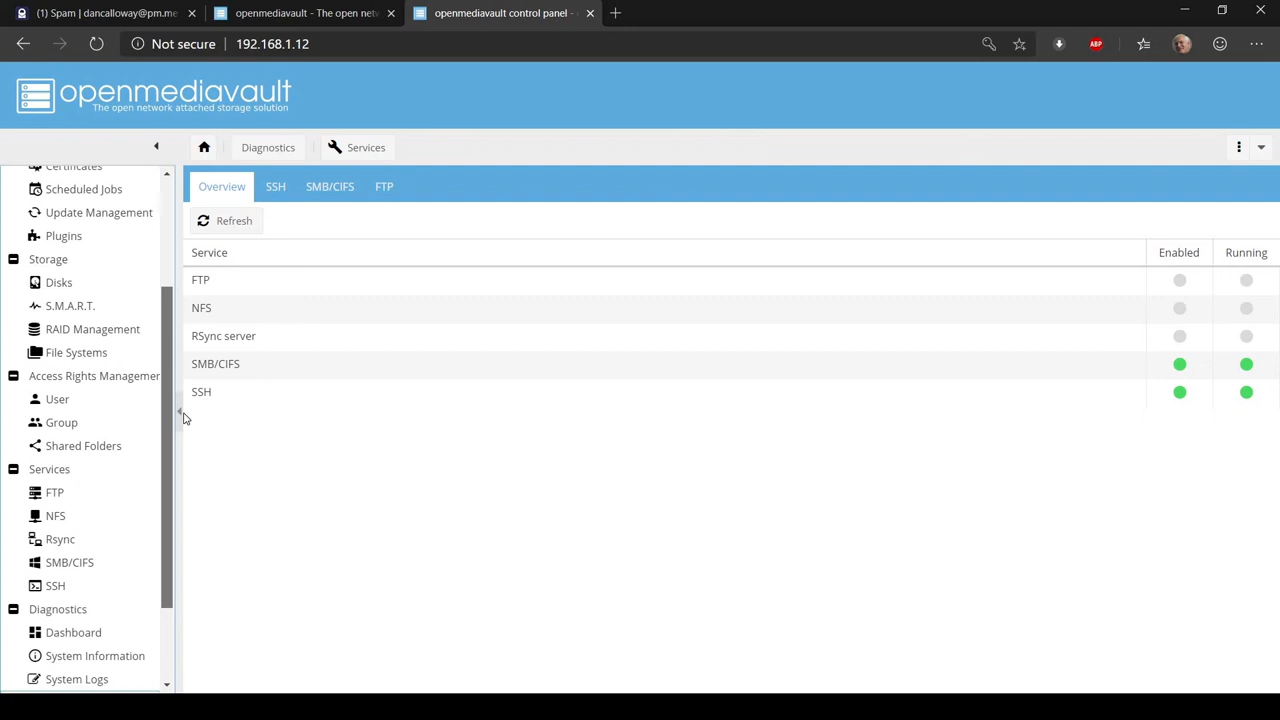 (1) Spam | dancalloway@pm.me
openmediavault - The open netw
openmediavault control panel -
Not secure
192.168.1.12
ABP
openmediavault
The open network attached storage solution
Diagnostics
Services
Certificates
Scheduled Jobs
Update Management
Plugins
Storage
Disks
S.M.A.R.T.
RAID Management
File Systems
Access Rights Managemen
User
Group
Shared Folders
Services
FTP
NFS
Rsync
SMB/CIFS
SSH
Diagnostics
Dashboard
System Information
System Logs
Overview
SSH
SMB/CIFS
FTP
Refresh
Service
Enabled
Running
FTP
NFS
RSync server
SMB/CIFS
SSH